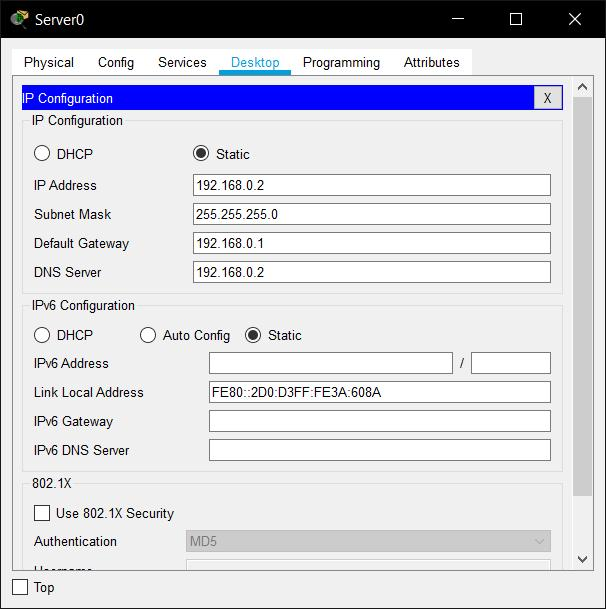 Server0
Physical Config Services Desktop Programming Attributes
IP Configuration X
IP Configuration
DHCP Static
IP Address 192.168.0.2
Subnet Mask 255.255.255.0
Default Gateway 192.168.0.1
DNS Server 192.168.0.2
IPv6 Configuration
DHCP Auto Config Static
IPv6 Address /
Link Local Address FE80::2D0:D3FF:FE3A:608A
IPv6 Gateway
IPv6 DNS Server
802.1X
Use 802.1X Security
Authentication MD5
Username
Top